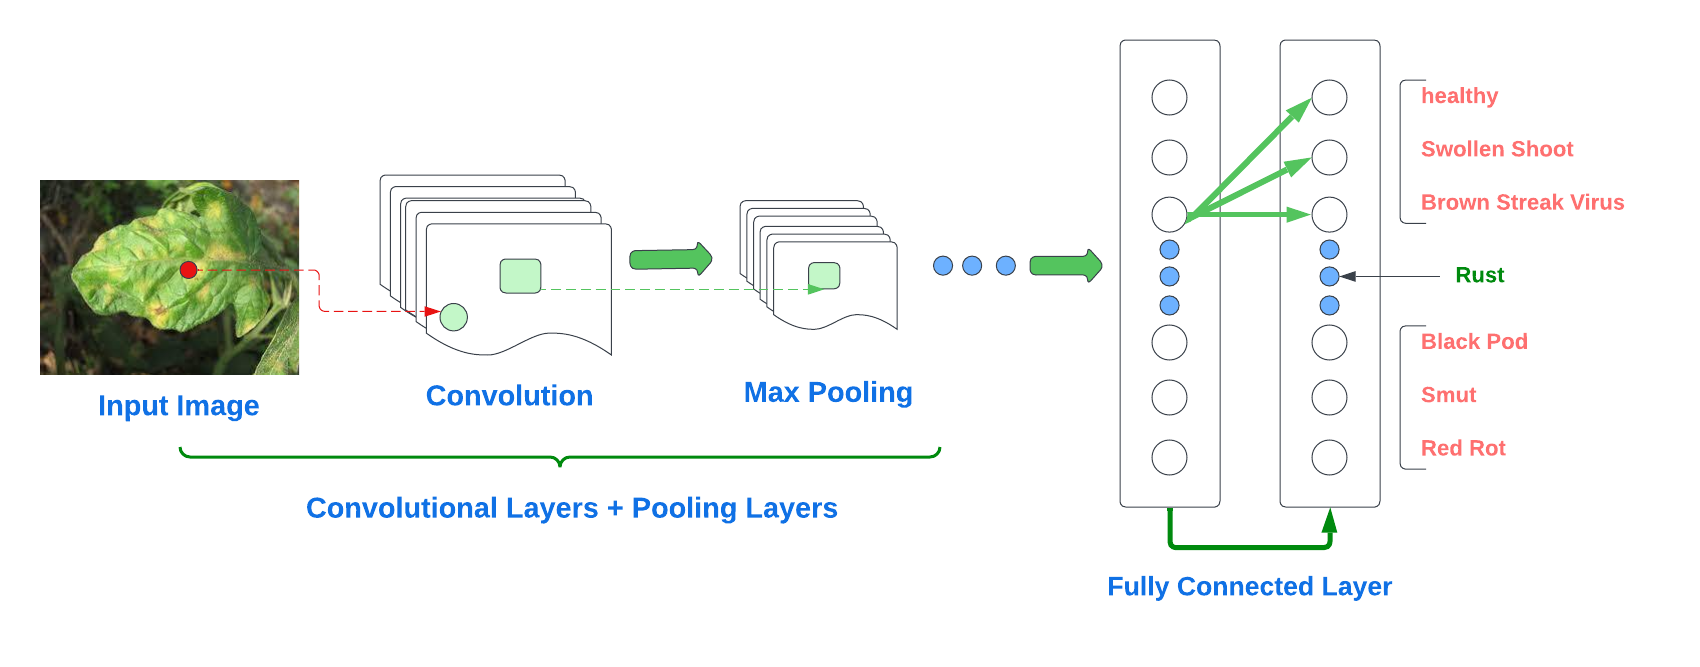 Input Image
Convolution
Max Pooling
Convolutional Layers + Pooling Layers
healthy
Swollen Shoot
Brown Streak Virus
Rust
Black Pod
Smut
Red Rot
Fully Connected Layer